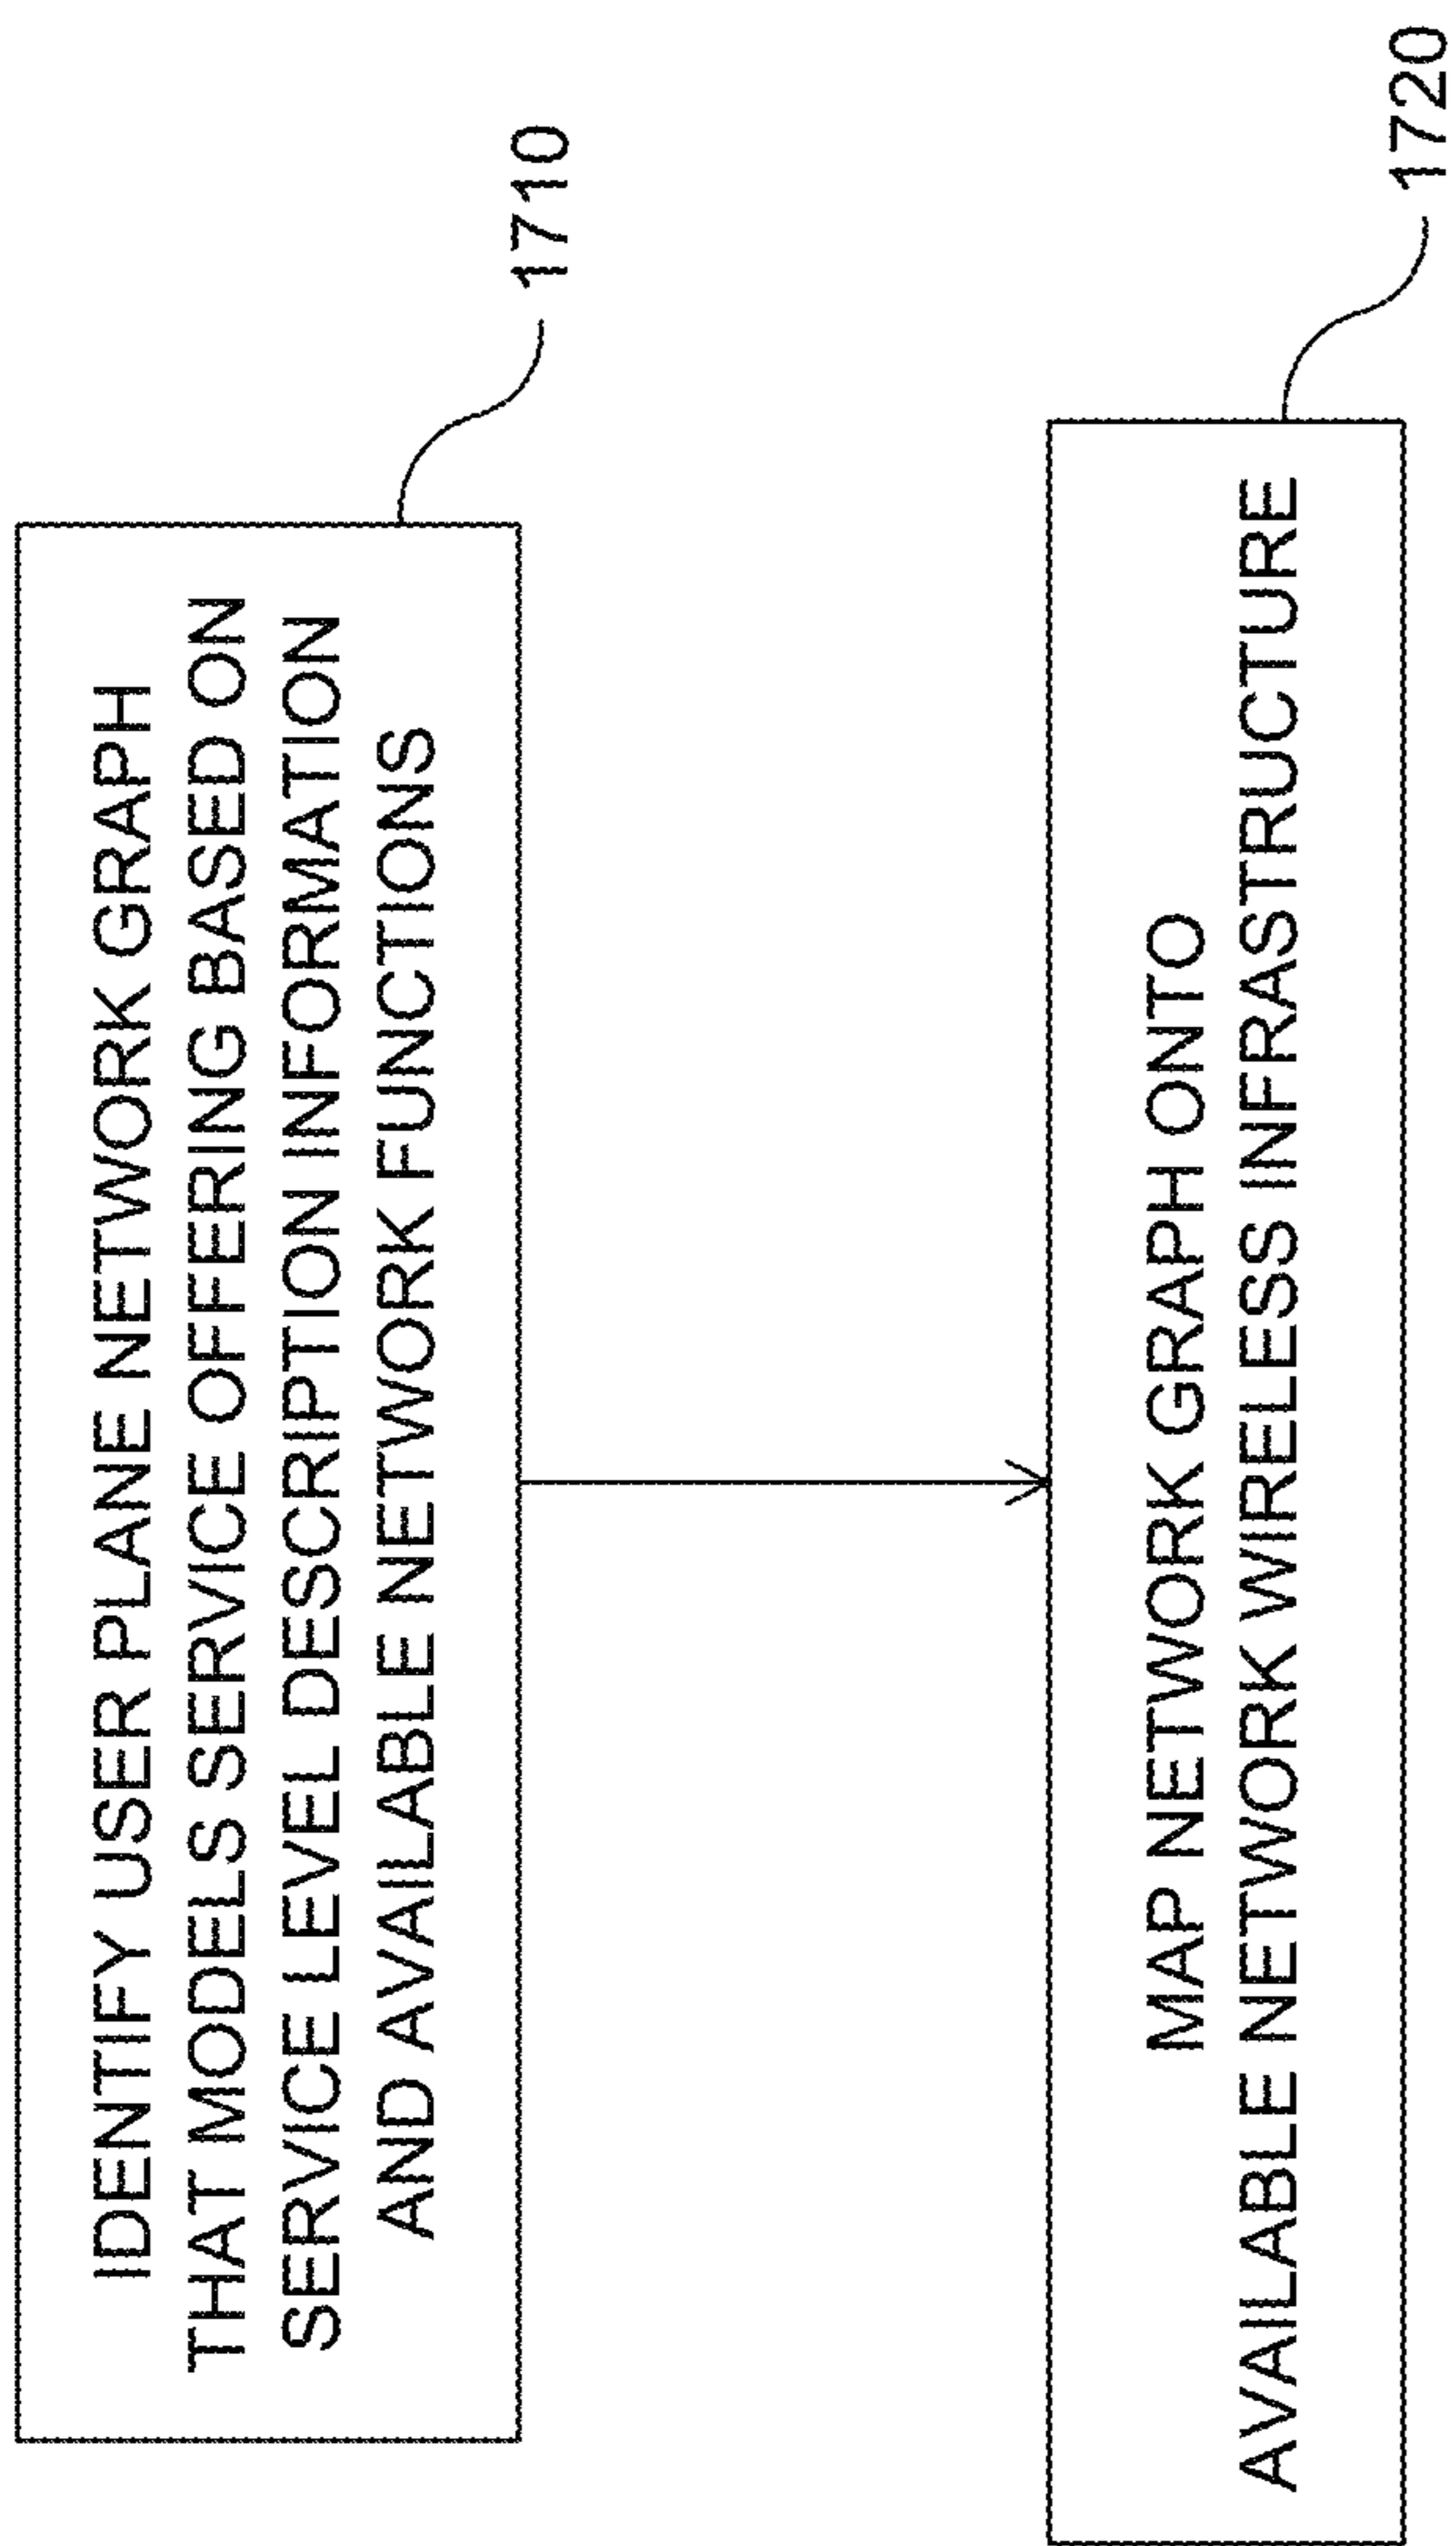 IDENTIFY USER PLANE NETWORK GRAPH
THAT MODELS SERVICE OFFERING BASED ON
SERVICE LEVEL DESCRIPTION INFORMATION
AND AVAILABLE NETWORK FUNCTIONS
1710
MAP NETWORK GRAPH ONTO
AVAILABLE NETWORK WIRELESS INFRASTRUCTURE
1720